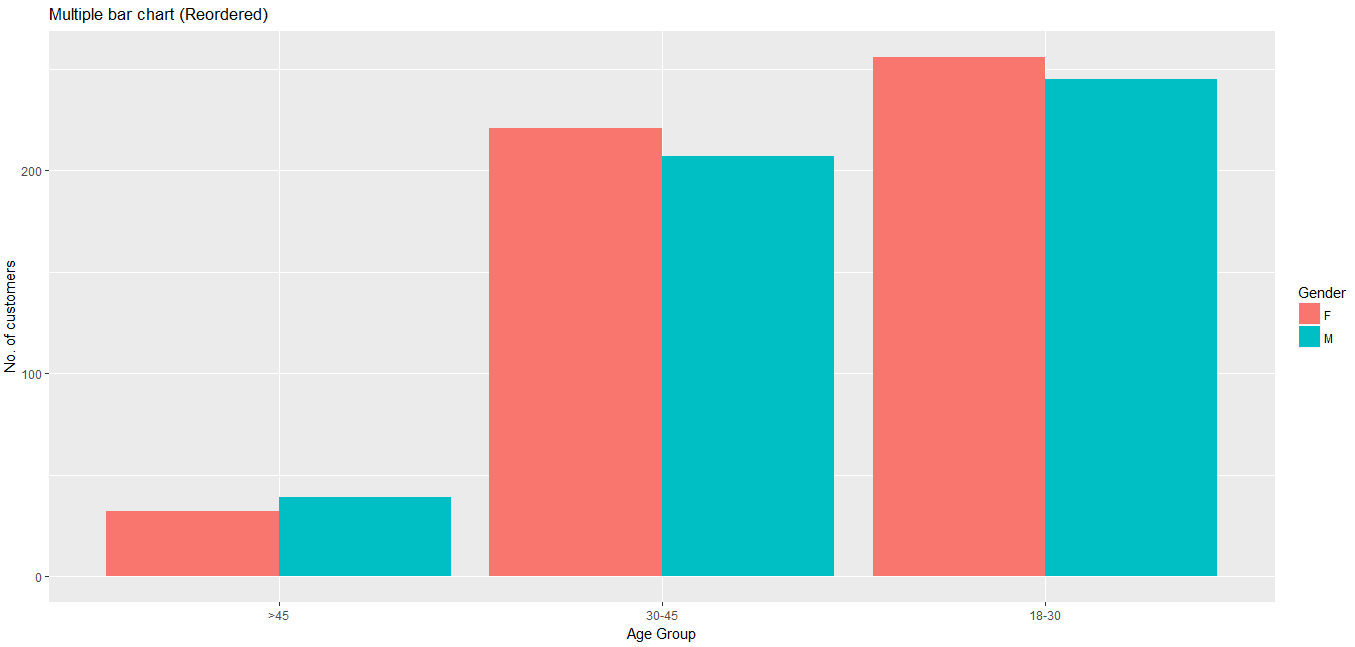 Multiple bar chart (Reordered)
No. of customers
200
100
0
>45
30-45
18-30
Age Group
Gender
F
M